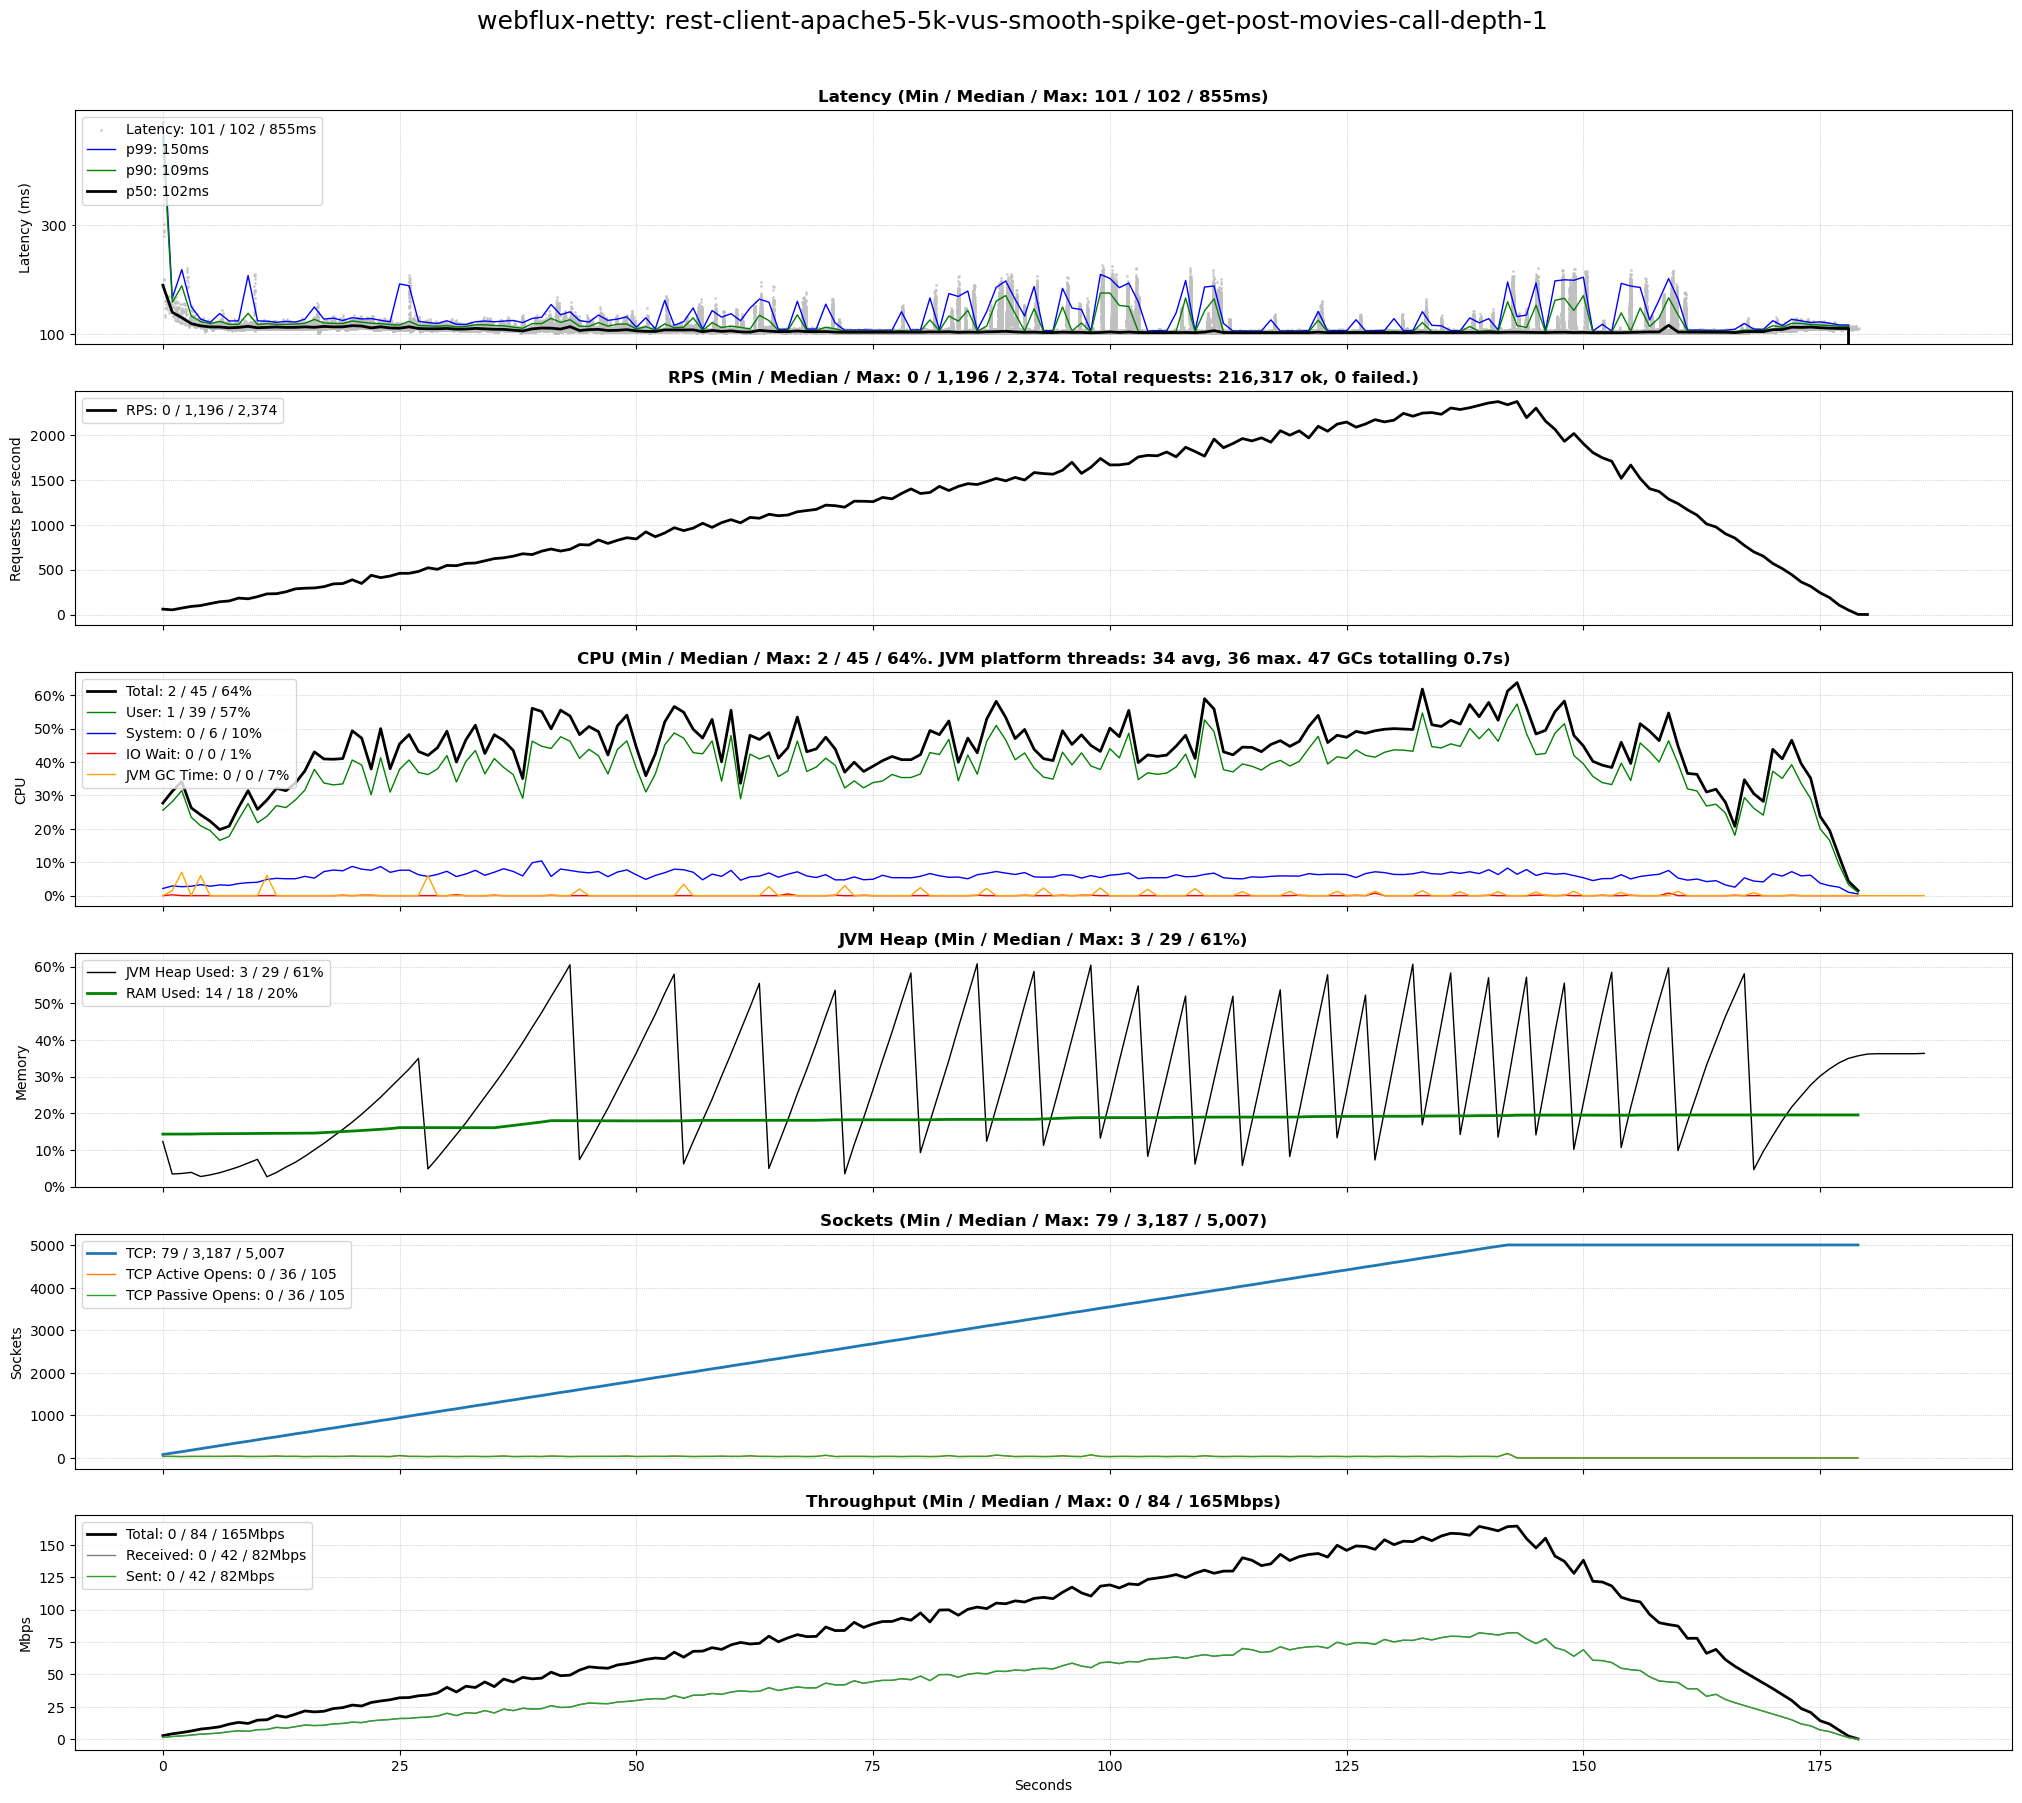 webflux-netty: rest-client-apache5-5k-vus-smooth-spike-get-post-movies-call-depth-1
Latency (Min / Median / Max: 101 / 102 / 855ms)
Latency: 101 / 102 / 855ms
p99: 150ms
p90: 109ms
p50: 102ms
Latency (ms)
300
100
RPS (Min / Median / Max: 0 / 1,196 / 2,374. Total requests: 216,317 ok, 0 failed.)
RPS: 0 / 1,196 / 2,374
Requests per second
2000
1500
1000
500
0
CPU (Min / Median / Max: 2 / 45 / 64%. JVM platform threads: 34 avg, 36 max. 47 GCs totalling 0.7s)
Total: 2 / 45 / 64%
User: 1 / 39 / 57%
System: 0 / 6 / 10%
IO Wait: 0 / 0 / 1%
JVM GC Time: 0 / 0 / 7%
CPU
60%
50%
40%
30%
20%
10%
0%
JVM Heap (Min / Median / Max: 3 / 29 / 61%)
JVM Heap Used: 3 / 29 / 61%
RAM Used: 14 / 18 / 20%
Memory
60%
50%
40%
30%
20%
10%
0%
Sockets (Min / Median / Max: 79 / 3,187 / 5,007)
TCP: 79 / 3,187 / 5,007
TCP Active Opens: 0 / 36 / 105
TCP Passive Opens: 0 / 36 / 105
Sockets
5000
4000
3000
2000
1000
0
Throughput (Min / Median / Max: 0 / 84 / 165Mbps)
Total: 0 / 84 / 165Mbps
Received: 0 / 42 / 82Mbps
Sent: 0 / 42 / 82Mbps
Mbps
150
125
100
75
50
25
0
0 25 50 75 100 125 150 175
Seconds